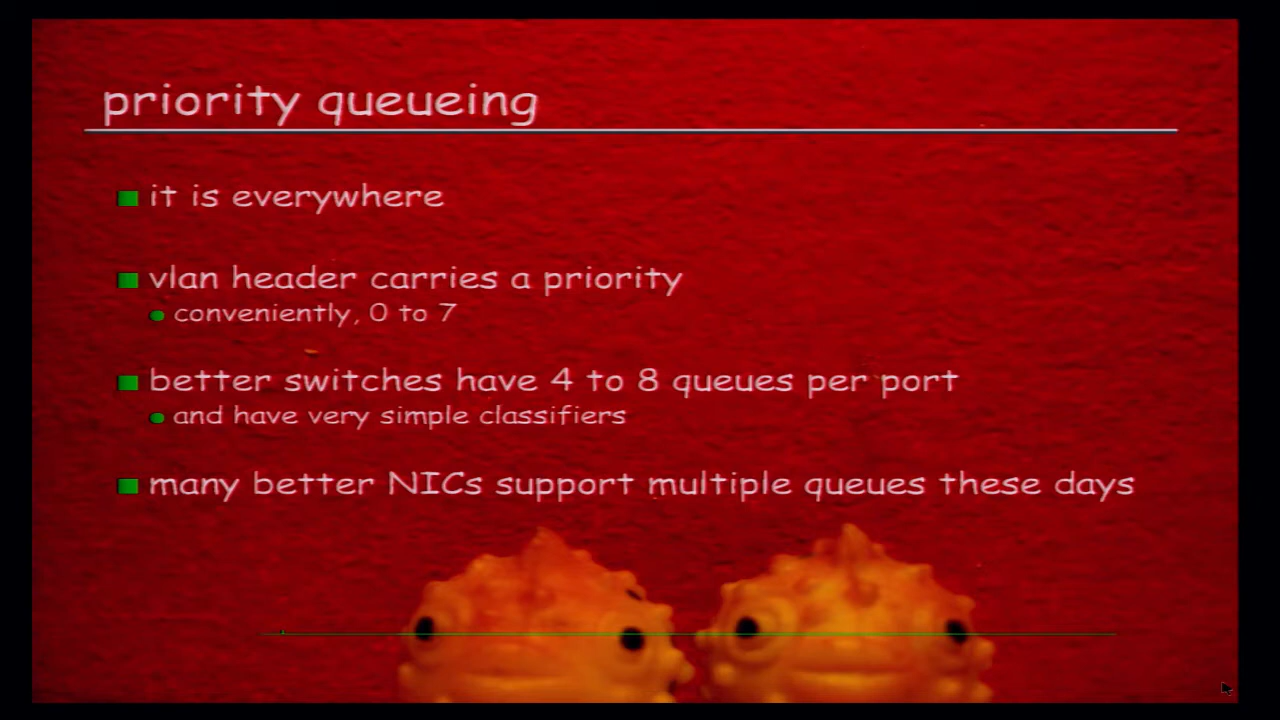 priority queueing
it is everywhere
vlan header carries a priority
conveniently, 0 to 7
better switches have 4 to 8 queues per port
and have very simple classifiers
many better NICs support multiple queues these days